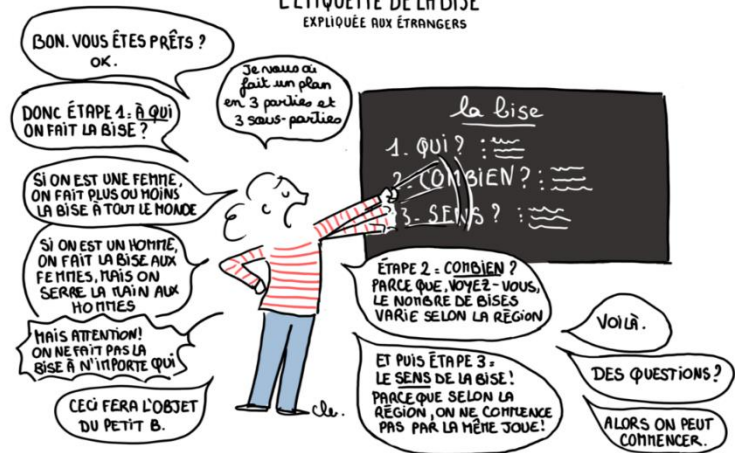 L'ÉTIQUETTE DE LA BISE
EXPLIQUÉE AUX ÉTRANGERS
BON. VOUS ÊTES PRÊTS ?
OK.
Je vous ai
fait un plan
en 3 parties et
3 sous-parties
DONC ÉTAPE 1 : À QUI
ON FAIT LA BISE ?
SI ON EST UNE FEMME,
ON FAIT PLUS OU MOINS
LA BISE À TOUT LE MONDE
SI ON EST UN HOMME,
ON FAIT LA BISE AUX
FEMMES, MAIS ON
SERRE LA MAIN AUX
HOMMES
MAIS ATTENTION!
ON NE FAIT PAS LA
BISE À N'IMPORTE QUI
CECI FERA L'OBJET
DU PETIT B.
la bise
1. QUI ? :
2. COMBIEN ? :
3. SENS ? :
ÉTAPE 2 : COMBIEN ?
PARCE QUE, VOYEZ-VOUS,
LE NOMBRE DE BISES
VARIE SELON LA RÉGION
ET PUIS ÉTAPE 3 :
LE SENS DE LA BISE !
PARCE QUE SELON LA
RÉGION, ON NE COMMENCE
PAS PAR LA MÊME JOUE!
VOILÀ.
DES QUESTIONS ?
ALORS ON PEUT
COMMENCER.
cle.